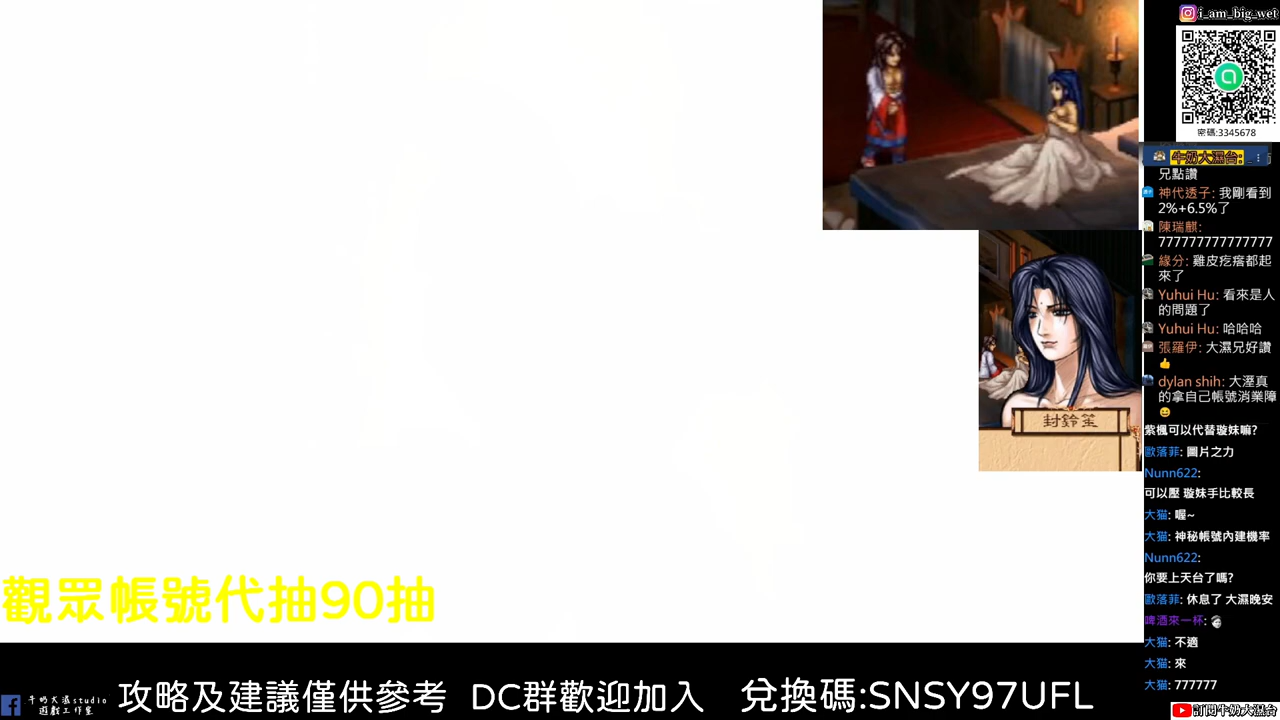 i_am_big_wet
密碼:3345678
牛奶大濕台:
兄點讚
神代透子: 我剛看到
2%+6.5%了
陳瑞麒:
777777777777777
緣分: 雞皮疙瘩都起
來了
Yuhui Hu: 看來是人
的問題了
Yuhui Hu: 哈哈哈
張羅伊: 大濕兄好讚
dylan shih: 大溼真
的拿自己帳號消業障
紫楓可以代替璇妹嘛?
歐落菲: 圖片之力
Nunn622:
可以壓 璇妹手比較長
大猫: 喔~
大猫: 神秘帳號內建機率
Nunn622:
你要上天台了嗎?
歐落菲: 休息了 大濕晚安
啤酒來一杯:
大猫: 不適
大猫: 來
大猫: 777777
封鈴笙
觀眾帳號代抽90抽
牛奶大濕studio
遊戲工作室
攻略及建議僅供參考 DC群歡迎加入 兌換碼:SNSY97UFL
訂閱牛奶大濕台